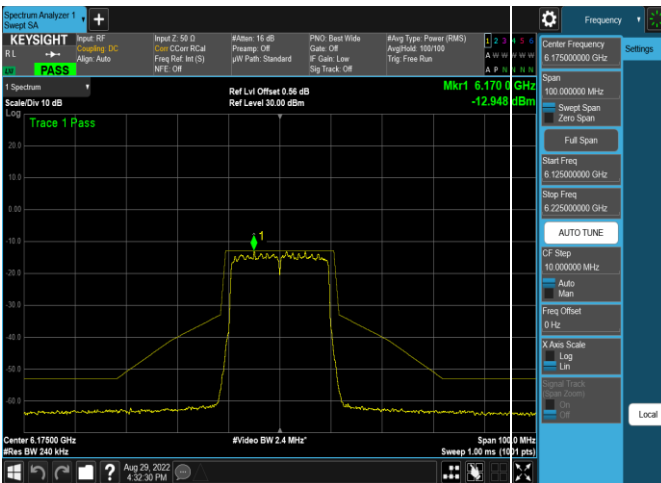 Spectrum Analyzer 1
Swept SA
+
Frequency
KEYSIGHT
RL
PASS
Input: RF
Coupling: DC
Align: Auto
Input Z: 50 Ω
Corr CCorr RCal
Freq Ref: Int (S)
NFE: Off
#Atten: 16 dB
Preamp: Off
µW Path: Standard
PNO: Best Wide
Gate: Off
IF Gain: Low
Sig Track: Off
#Avg Type: Power (RMS)
Avg|Hold: 100/100
Trig: Free Run
1 2 3 4 5 6
A W W W W W
A P N N N N
1 Spectrum
Scale/Div 10 dB
Log
Ref Lvl Offset 0.56 dB
Ref Level 30.00 dBm
Mkr1 6.170 0 GHz
-12.948 dBm
Trace 1 Pass
1
20.0
10.0
0.00
-10.0
-20.0
-30.0
-40.0
-50.0
-60.0
Center 6.17500 GHz
#Res BW 240 kHz
#Video BW 2.4 MHz*
Span 100.0 MHz
Sweep 1.00 ms (1001 pts)
Aug 29, 2022
4:32:30 PM
Center Frequency
6.175000000 GHz
Settings
Span
100.000000 MHz
Swept Span
Zero Span
Full Span
Start Freq
6.125000000 GHz
Stop Freq
6.225000000 GHz
AUTO TUNE
CF Step
10.000000 MHz
Auto
Man
Freq Offset
0 Hz
X Axis Scale
Log
Lin
Signal Track
(Span Zoom)
On
Off
Local